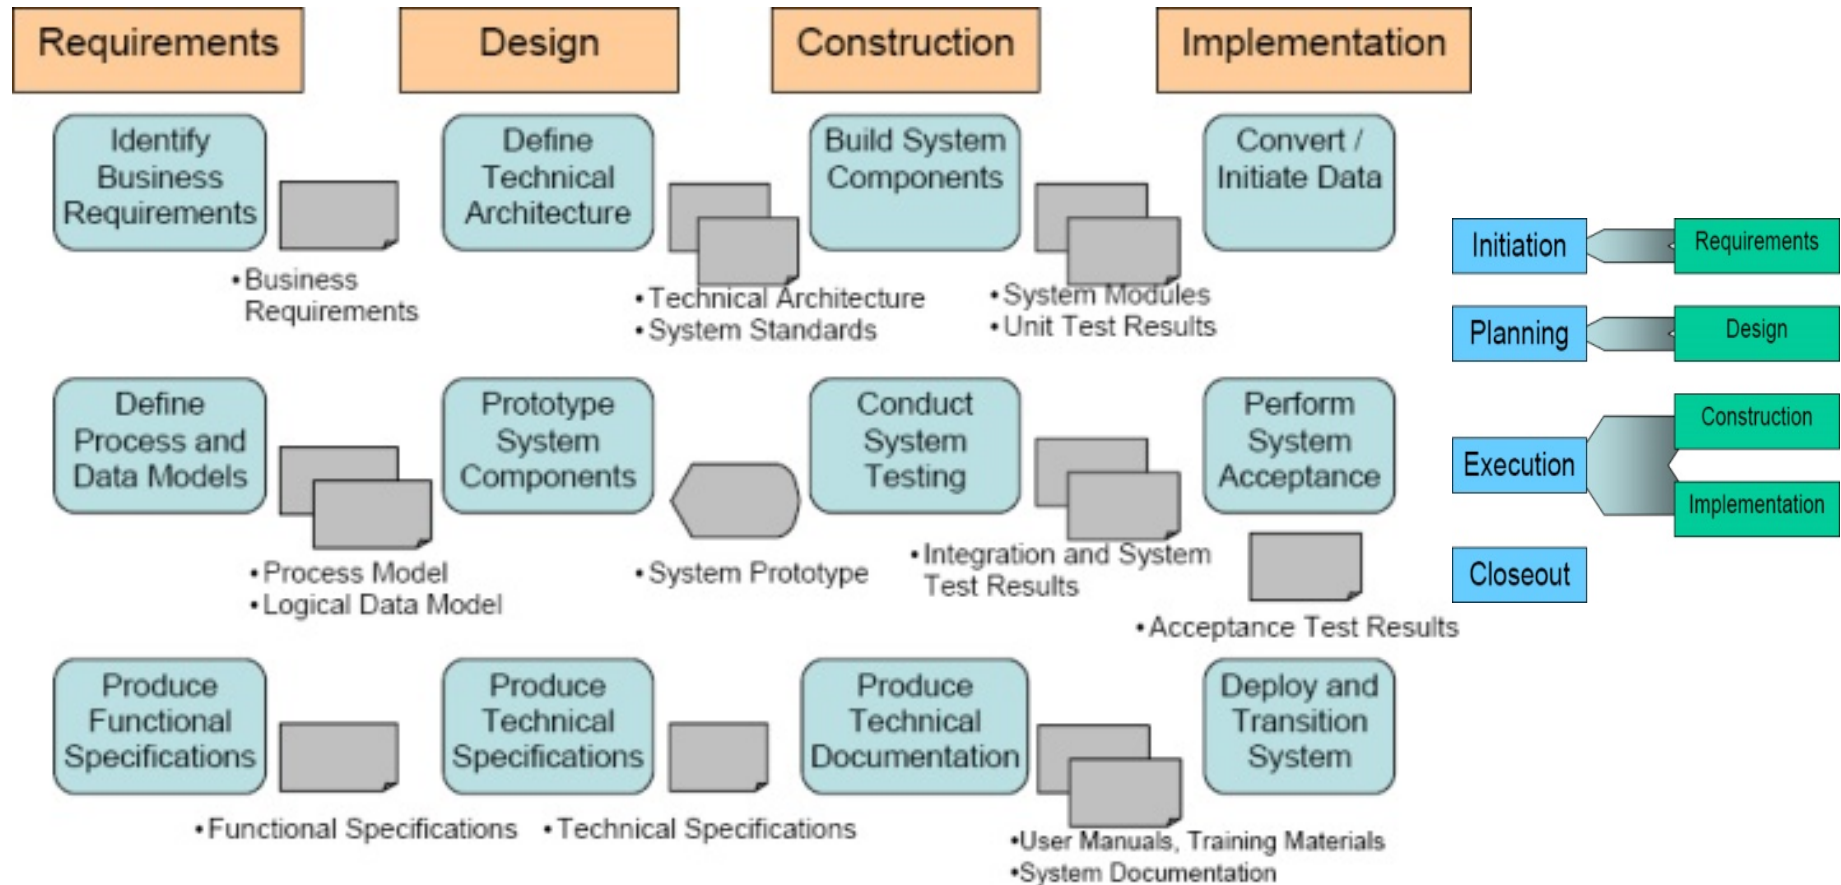 Requirements
Design
Construction
Implementation
Identify
Business
Requirements
• Business
Requirements
Define
Technical
Architecture
• Technical Architecture
• System Standards
Build System
Components
• System Modules
• Unit Test Results
Convert /
Initiate Data
Define
Process and
Data Models
• Process Model
• Logical Data Model
Prototype
System
Components
• System Prototype
Conduct
System
Testing
• Integration and System
Test Results
Perform
System
Acceptance
• Acceptance Test Results
Produce
Functional
Specifications
• Functional Specifications
Produce
Technical
Specifications
• Technical Specifications
Produce
Technical
Documentation
• User Manuals, Training Materials
• System Documentation
Deploy and
Transition
System
Initiation
Requirements
Planning
Design
Execution
Construction
Implementation
Closeout